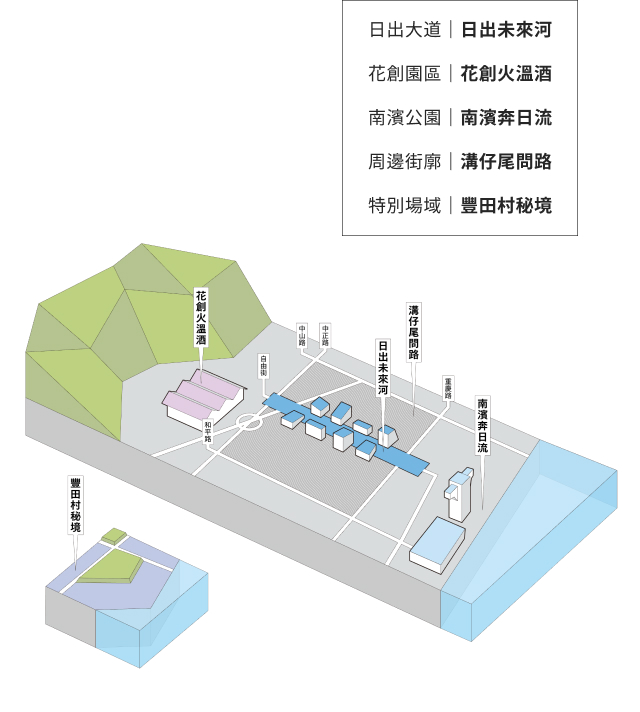 日出大道｜日出未來河
花創園區｜花創火溫酒
南濱公園｜南濱奔日流
周邊街廓｜溝仔尾問路
特別場域｜豐田村秘境
花創火溫酒
中山路
中正路
溝仔尾問路
自由街
日出未來河
重慶路
南濱奔日流
和平路
豐田村秘境